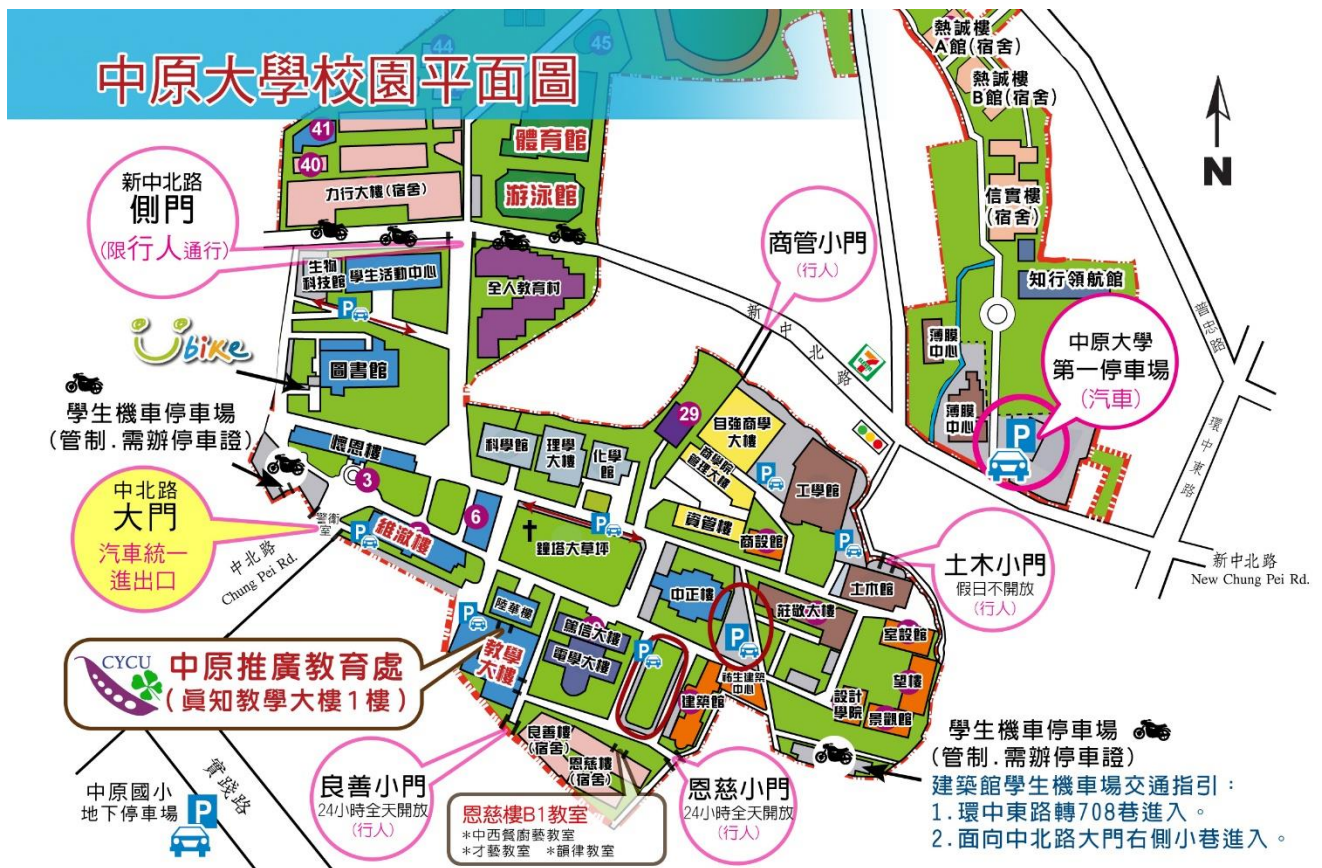 中原大學校園平面圖
44
45
熱誠樓
A館(宿舍)
熱誠樓
B館(宿舍)
N
41
40
體育館
游泳館
力行大樓(宿舍)
新中北路
側門
(限行人通行)
信實樓
(宿舍)
商管小門
(行人)
生物
科技館
學生活動中心
全人教育村
知行領航館
P
新中北路
薄膜
中心
中原大學
第一停車場
(汽車)
Ubike
7
圖書館
環中東路
學生機車停車場
(管制.需辦停車證)
薄膜
中心
P
29
自強商學
大樓
科學館
理學
大樓
化學
館
懷恩樓
3
商學院
管理大樓
P
工學館
中北路
大門
汽車統一
進出口
警衛
室
6
P
維澈樓
P
鐘塔大草坪
資管樓
商設館
P
新中北路
New Chung Pei Rd.
中北路
Chung Pei Rd.
土木小門
假日不開放
(行人)
土木館
中正樓
莊敬大樓
陸華樓
P
篤信大樓
P
P
室設館
CYCU
中原推廣教育處
(真知教學大樓1樓)
教學
大樓
電學大樓
祐生建築
中心
望樓
建築館
設計
學院
景觀館
良善樓
(宿舍)
恩慈樓
(宿舍)
學生機車停車場
(管制.需辦停車證)
中原國小
地下停車場
P
實踐路
良善小門
24小時全天開放
(行人)
恩慈小門
24小時全天開放
(行人)
恩慈樓B1教室
*中西餐廚藝教室
*才藝教室 *韻律教室
建築館學生機車場交通指引：
1.環中東路轉708巷進入。
2.面向中北路大門右側小巷進入。